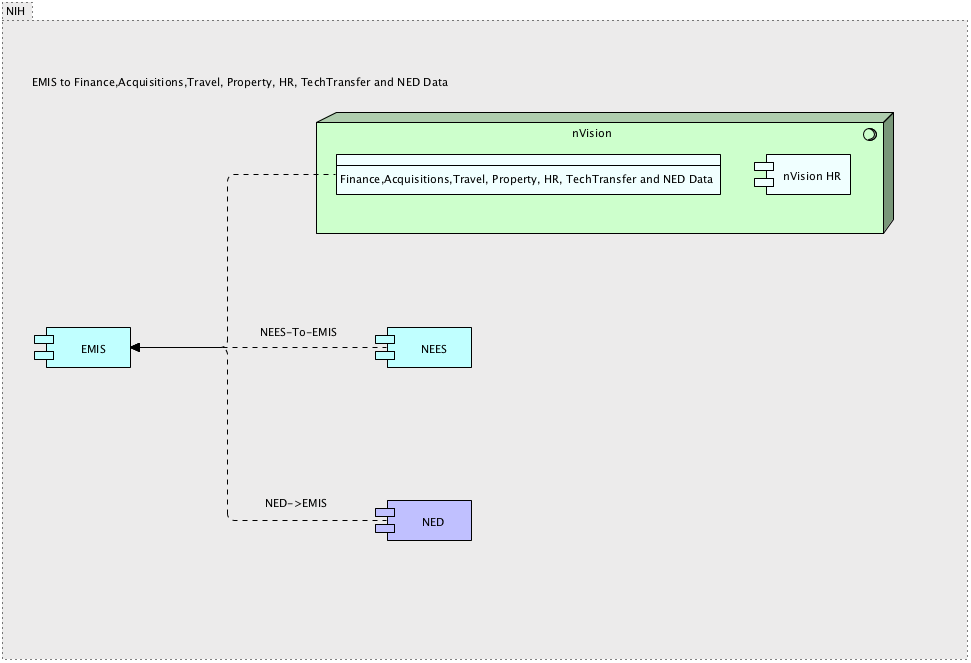 NIH
EMIS to Finance,Acquisitions,Travel, Property, HR, TechTransfer and NED Data
nVision
Finance,Acquisitions,Travel, Property, HR, TechTransfer and NED Data
nVision HR
NEES-To-EMIS
EMIS
NEES
NED->EMIS
NED